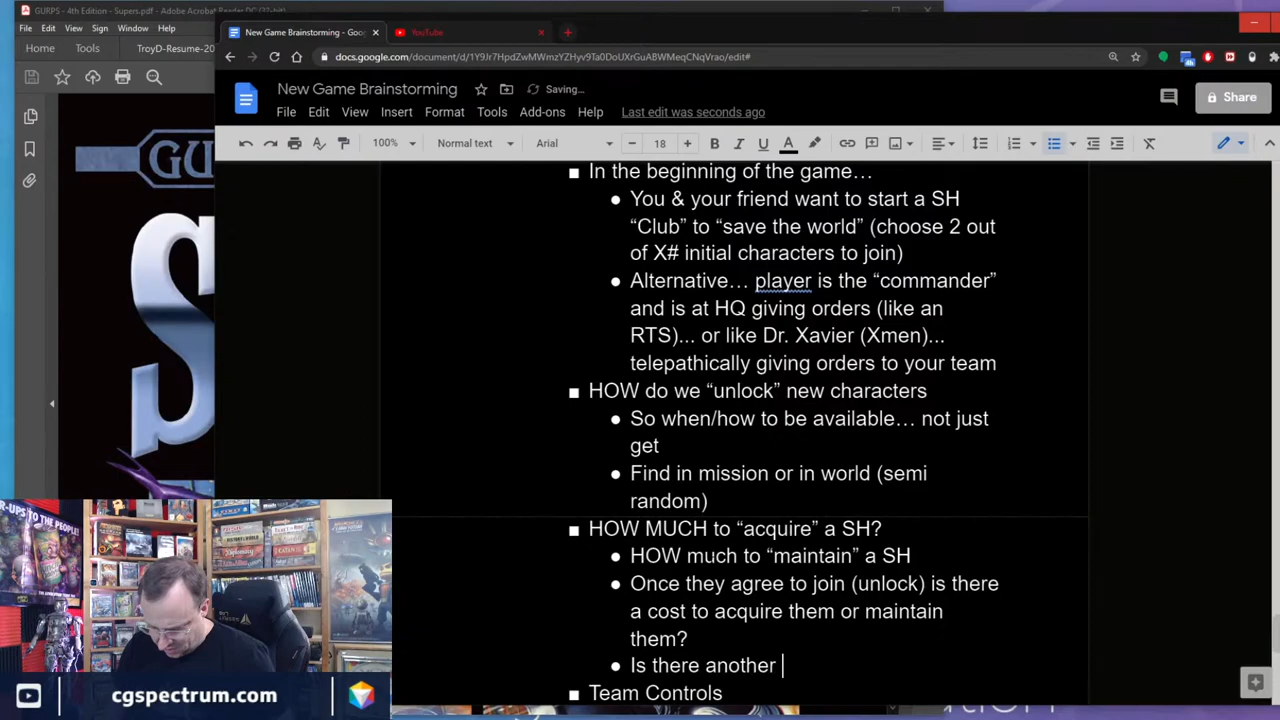 GURPS - 4th Edition - Supers.pdf - Adobe Acrobat Reader DC (32-bit)
File Edit View Sign Window Help
Home Tools TroyD-Resume-20
New Game Brainstorming - Goo
YouTube
docs.google.com/document/d/1Y9Jr7HpdZwMWmzYZHyv9Ta0DoUXrGuABWMeqCNqVrao/edit#
New Game Brainstorming
Saving...
File Edit View Insert Format Tools Add-ons Help Last edit was seconds ago
Share
100% Normal text Arial 18
GU
S
■ In the beginning of the game…
● You & your friend want to start a SH
“Club” to “save the world” (choose 2 out
of X# initial characters to join)
● Alternative… player is the “commander”
and is at HQ giving orders (like an
RTS)... or like Dr. Xavier (Xmen)...
telepathically giving orders to your team
■ HOW do we “unlock” new characters
● So when/how to be available… not just
get
● Find in mission or in world (semi
random)
■ HOW MUCH to “acquire” a SH?
● HOW much to “maintain” a SH
● Once they agree to join (unlock) is there
a cost to acquire them or maintain
them?
● Is there another
■ Team Controls
CATAN
cgspectrum.com